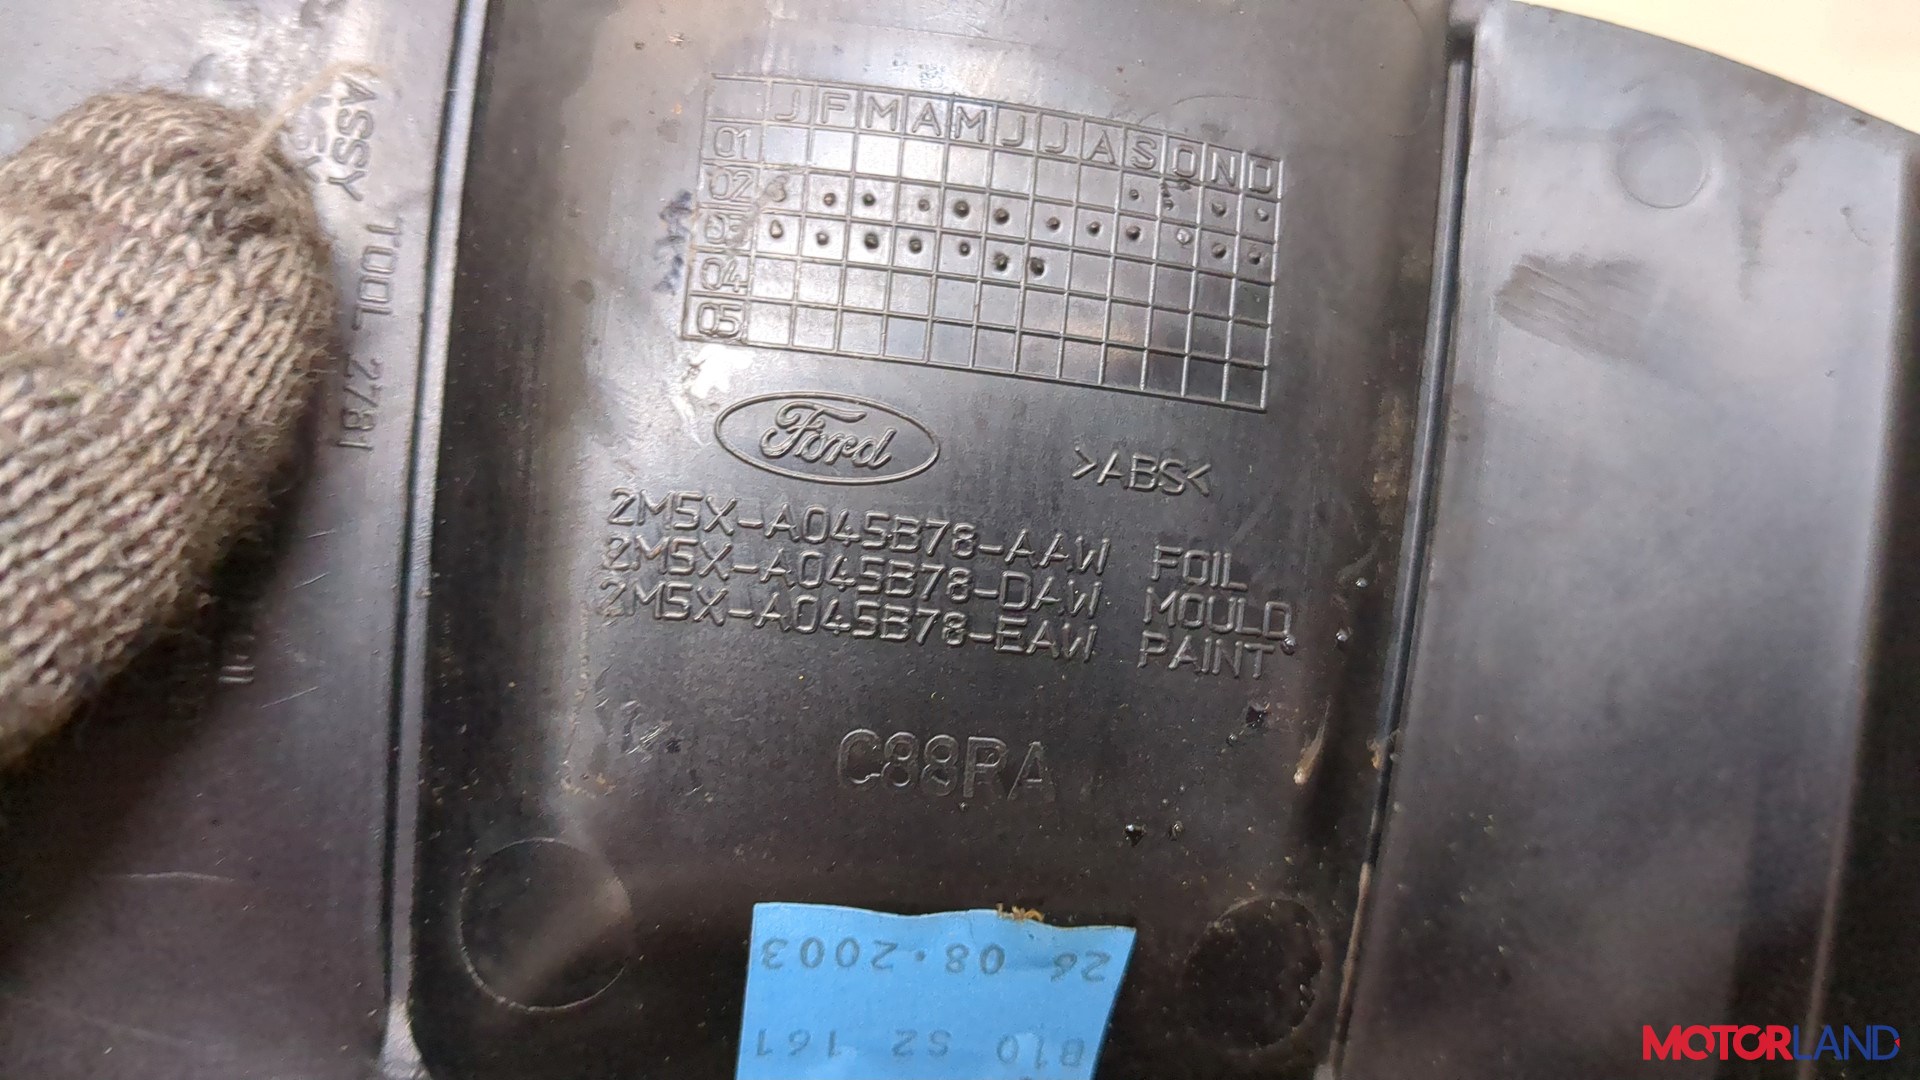 ASSY
TOOL 2781
J F M A M J J A S O N D
01
02
03
04
05
Ford
>ABS<
2M5X-A045B78-AAW FOIL
2M5X-A045B78-DAW MOULD
2M5X-A045B78-EAW PAINT
C88RA
26 08.2003
810 S2 161
MOTORLAND